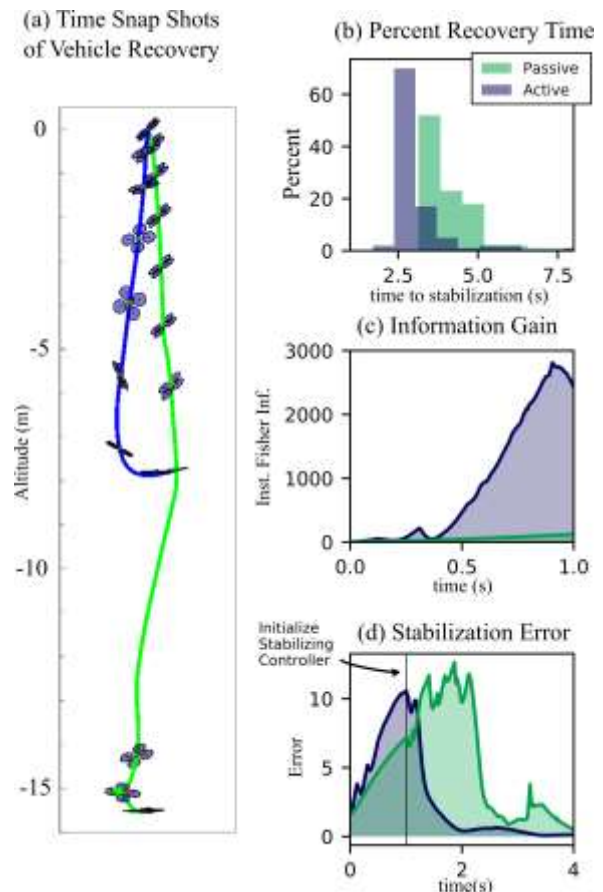 (a) Time Snap Shots
of Vehicle Recovery
0
-5
-10
-15
Altitude (m)
(b) Percent Recovery Time
Passive
Active
60
40
20
0
Percent
2.5 5.0 7.5
time to stabilization (s)
(c) Information Gain
3000
2000
1000
0
Inst. Fisher Inf.
0.0 0.5 1.0
time (s)
Initialize
Stabilizing
Controller
(d) Stabilization Error
10
5
0
Error
0 2 4
time(s)